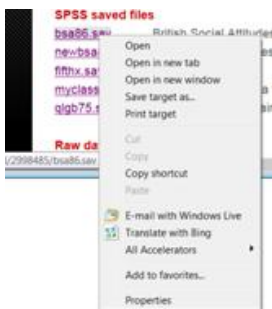 SPSS saved files
bsa86.sav British Social Attitudes
newbsa
fifthx.sa
myclass
qlgb75.s
Raw da
/2998485/bsa86.sav
Open
Open in new tab
Open in new window
Save target as...
Print target
Cut
Copy
Copy shortcut
Paste
E-mail with Windows Live
Translate with Bing
All Accelerators
Add to favorites...
Properties